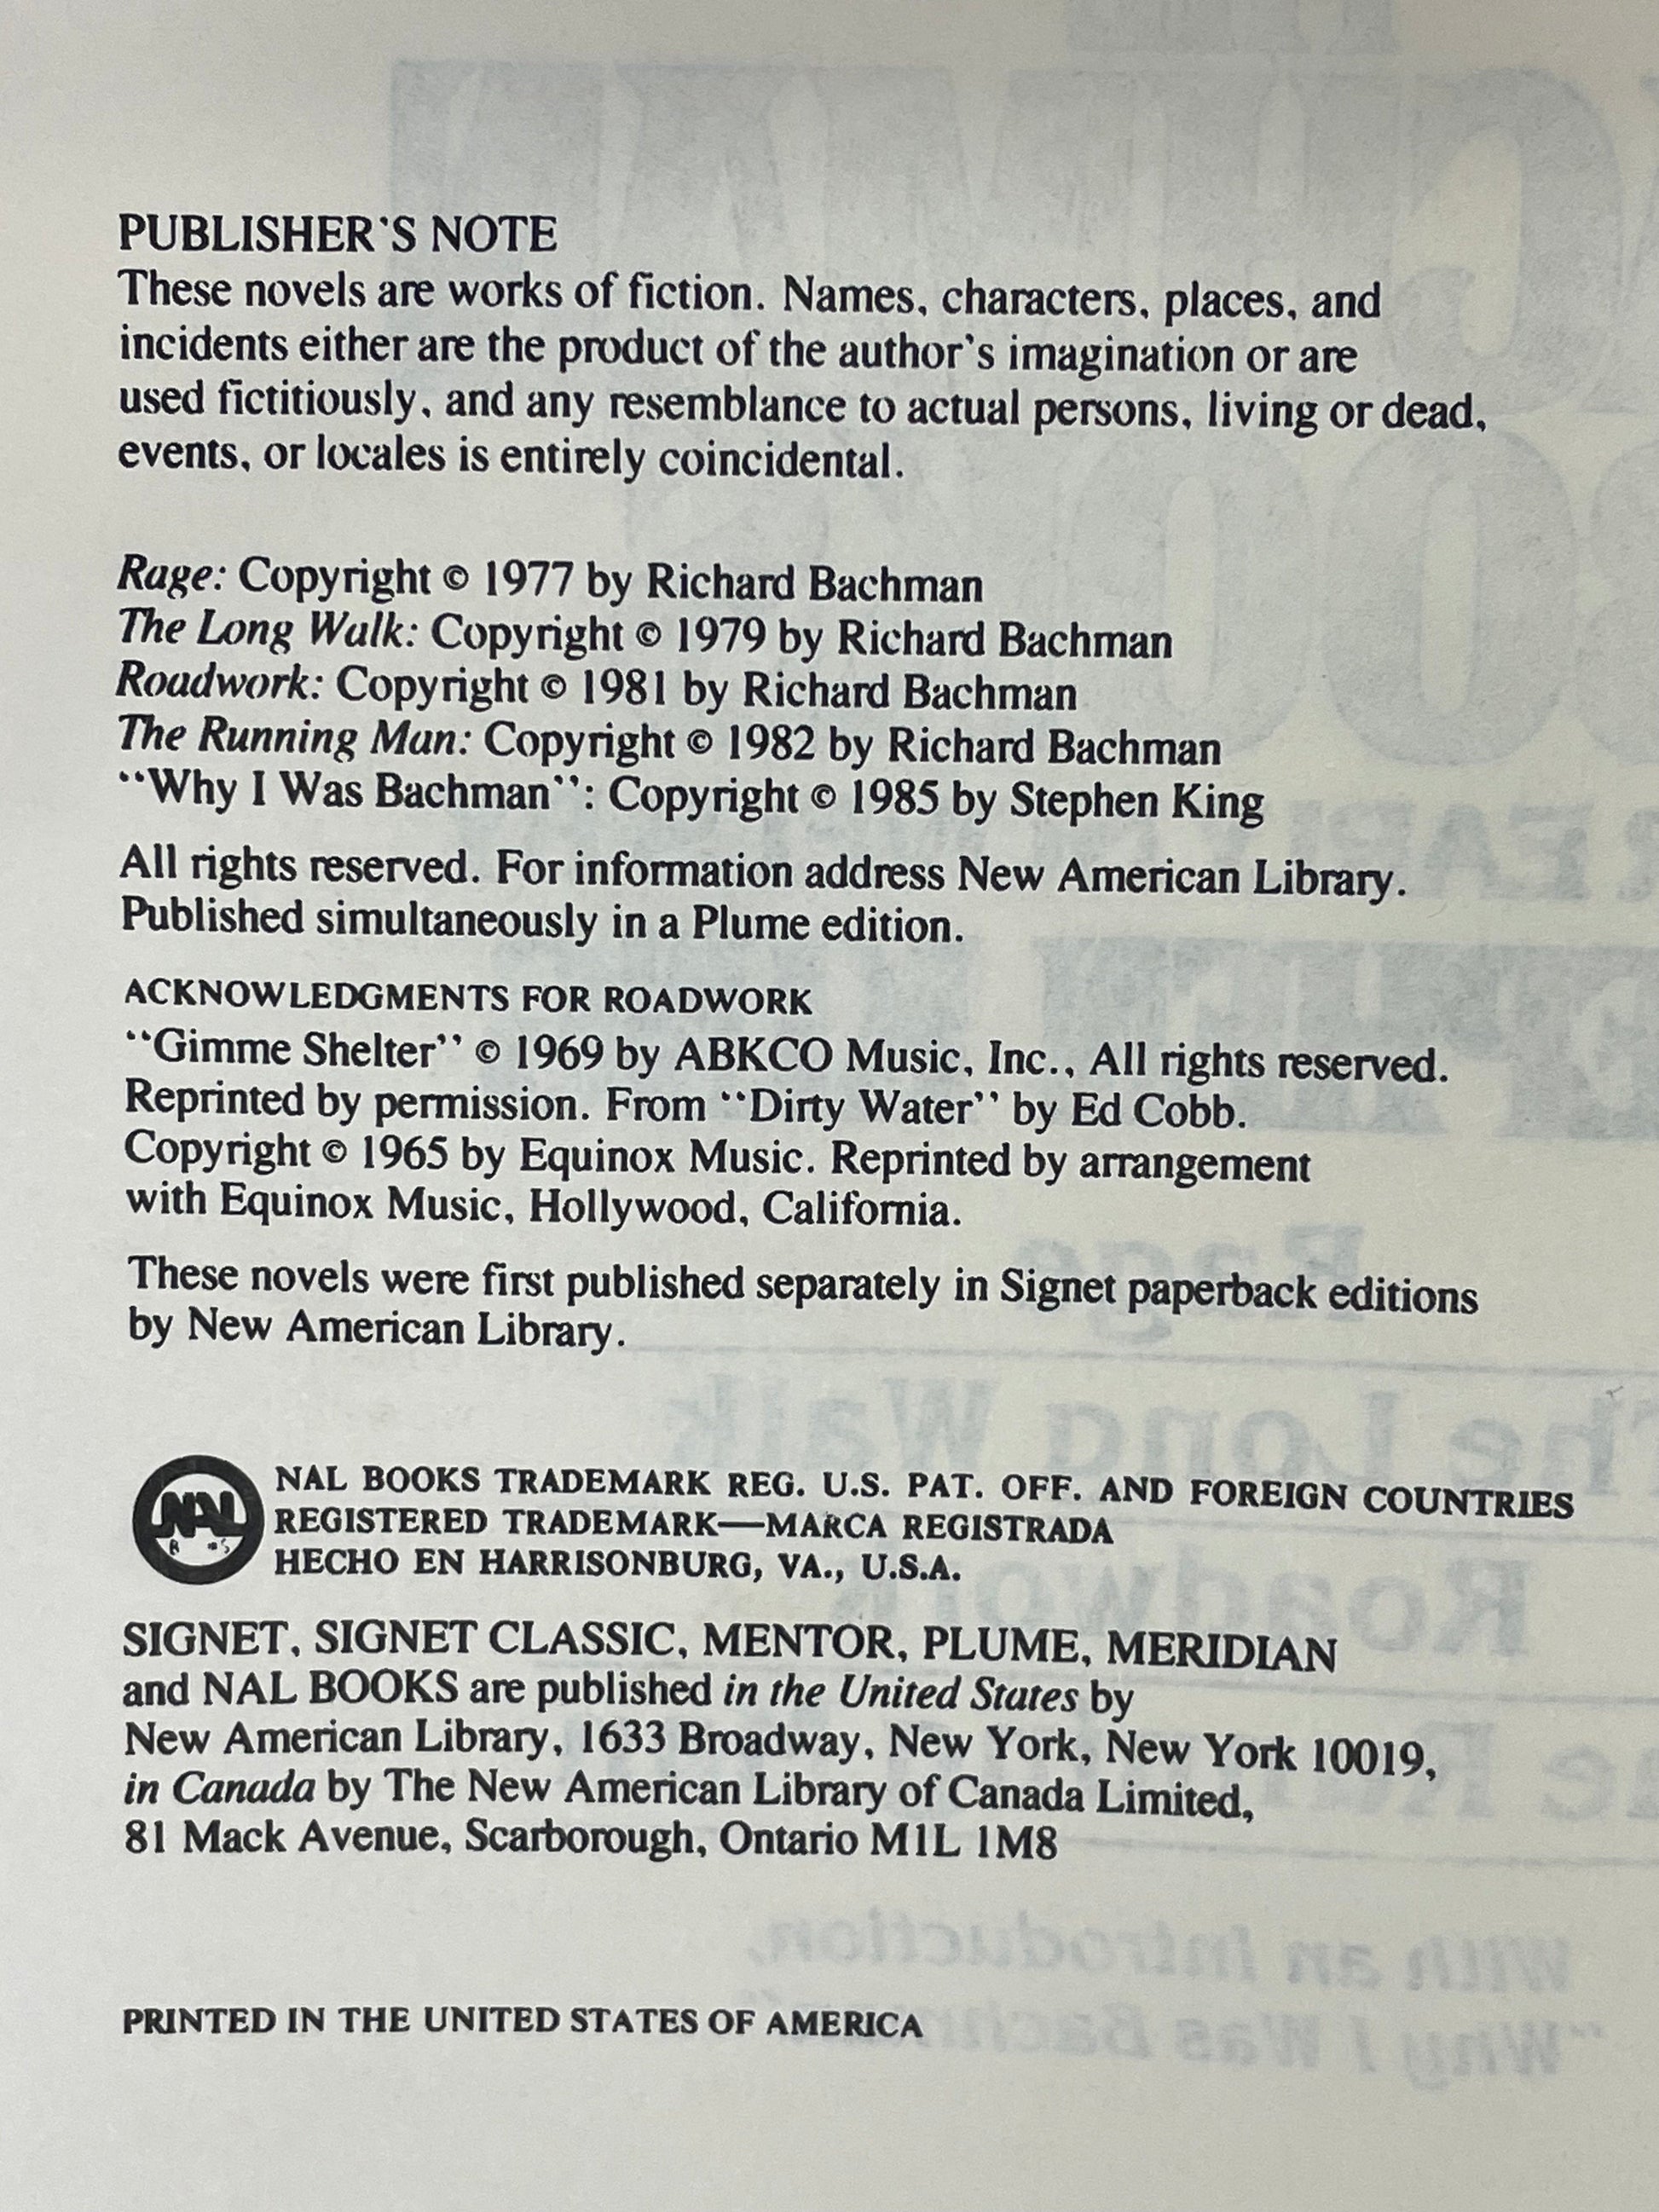 PUBLISHER'S NOTE
These novels are works of fiction. Names, characters, places, and
incidents either are the product of the author's imagination or are
used fictitiously, and any resemblance to actual persons, living or dead,
events, or locales is entirely coincidental.
Rage: Copyright © 1977 by Richard Bachman
The Long Walk: Copyright © 1979 by Richard Bachman
Roadwork: Copyright © 1981 by Richard Bachman
The Running Man: Copyright © 1982 by Richard Bachman
"Why I Was Bachman": Copyright © 1985 by Stephen King
All rights reserved. For information address New American Library.
Published simultaneously in a Plume edition.
ACKNOWLEDGMENTS FOR ROADWORK
"Gimme Shelter" © 1969 by ABKCO Music, Inc., All rights reserved.
Reprinted by permission. From "Dirty Water" by Ed Cobb.
Copyright © 1965 by Equinox Music. Reprinted by arrangement
with Equinox Music, Hollywood, California.
These novels were first published separately in Signet paperback editions
by New American Library.
NAL
NAL BOOKS TRADEMARK REG. U.S. PAT. OFF. AND FOREIGN COUNTRIES
REGISTERED TRADEMARK—MARCA REGISTRADA
HECHO EN HARRISONBURG, VA., U.S.A.
SIGNET, SIGNET CLASSIC, MENTOR, PLUME, MERIDIAN
and NAL BOOKS are published in the United States by
New American Library, 1633 Broadway, New York, New York 10019,
in Canada by The New American Library of Canada Limited,
81 Mack Avenue, Scarborough, Ontario M1L 1M8
PRINTED IN THE UNITED STATES OF AMERICA